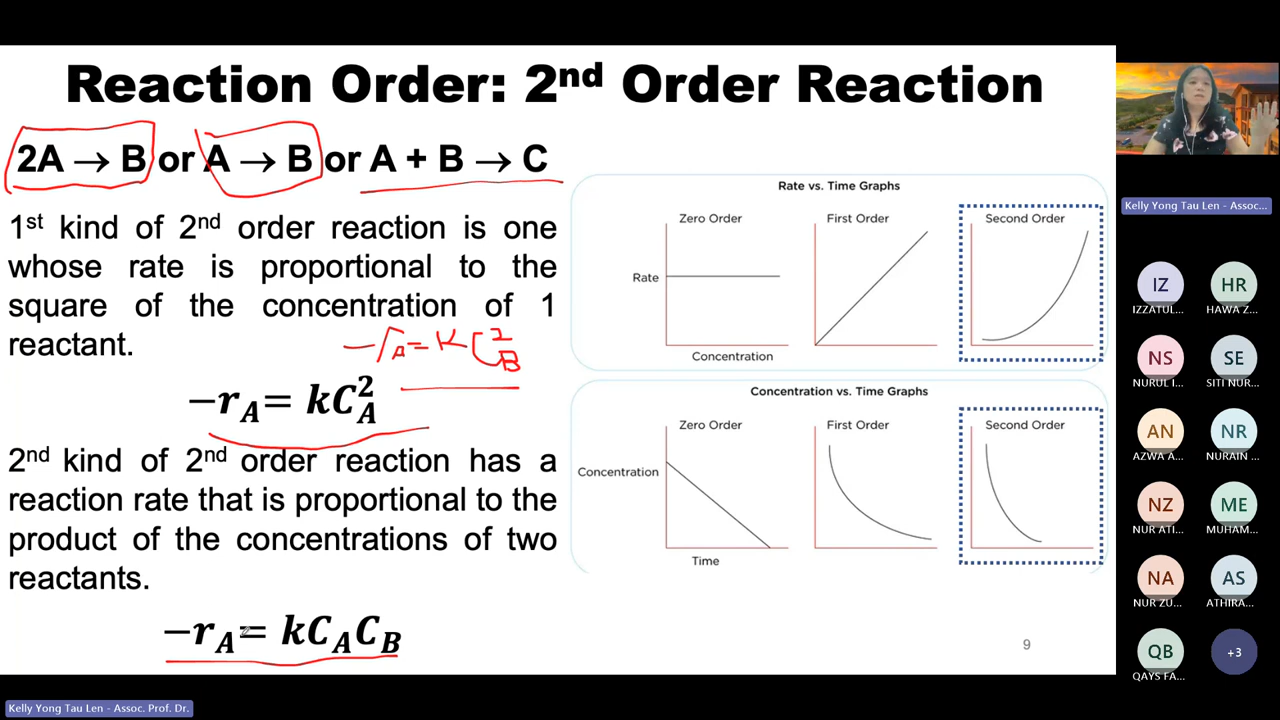 Reaction Order: 2nd Order Reaction
2A → B or A → B or A + B → C
1st kind of 2nd order reaction is one
whose rate is proportional to the
square of the concentration of 1
reactant.
-rA = kC²B
−rA= kC²A
2nd kind of 2nd order reaction has a
reaction rate that is proportional to the
product of the concentrations of two
reactants.
−rA= kCACB
Rate vs. Time Graphs
Zero Order
First Order
Second Order
Rate
Concentration
Concentration vs. Time Graphs
Zero Order
First Order
Second Order
Concentration
Time
9
Kelly Yong Tau Len - Assoc...
IZ
HR
IZZATUL...
HAWA Z...
NS
SE
NURUL I...
SITI NUR...
AN
NR
AZWA A...
NURAIN ...
NZ
ME
NUR ATI...
MUHAM...
NA
AS
NUR ZU...
ATHIRA...
QB
+3
QAYS FA...
Kelly Yong Tau Len - Assoc. Prof. Dr.